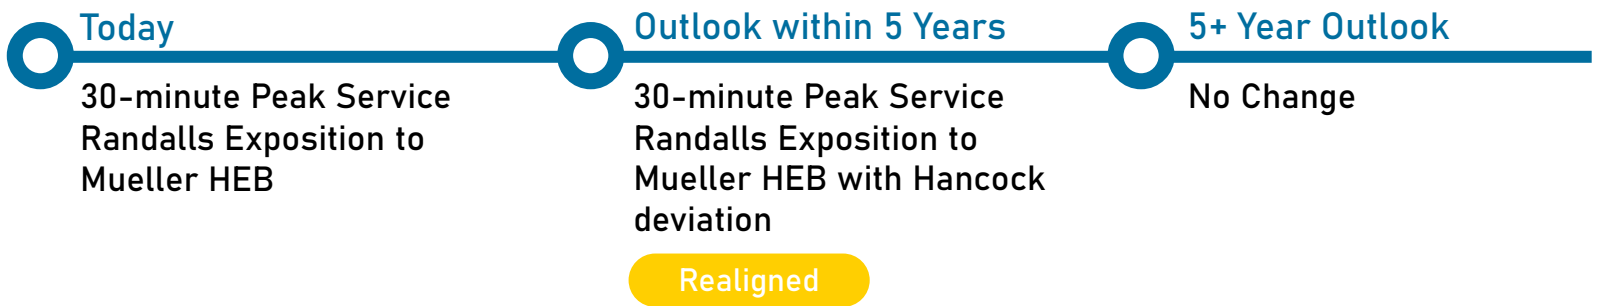 Today
30-minute Peak Service
Randalls Exposition to
Mueller HEB
Outlook within 5 Years
30-minute Peak Service
Randalls Exposition to
Mueller HEB with Hancock
deviation
Realigned
5+ Year Outlook
No Change